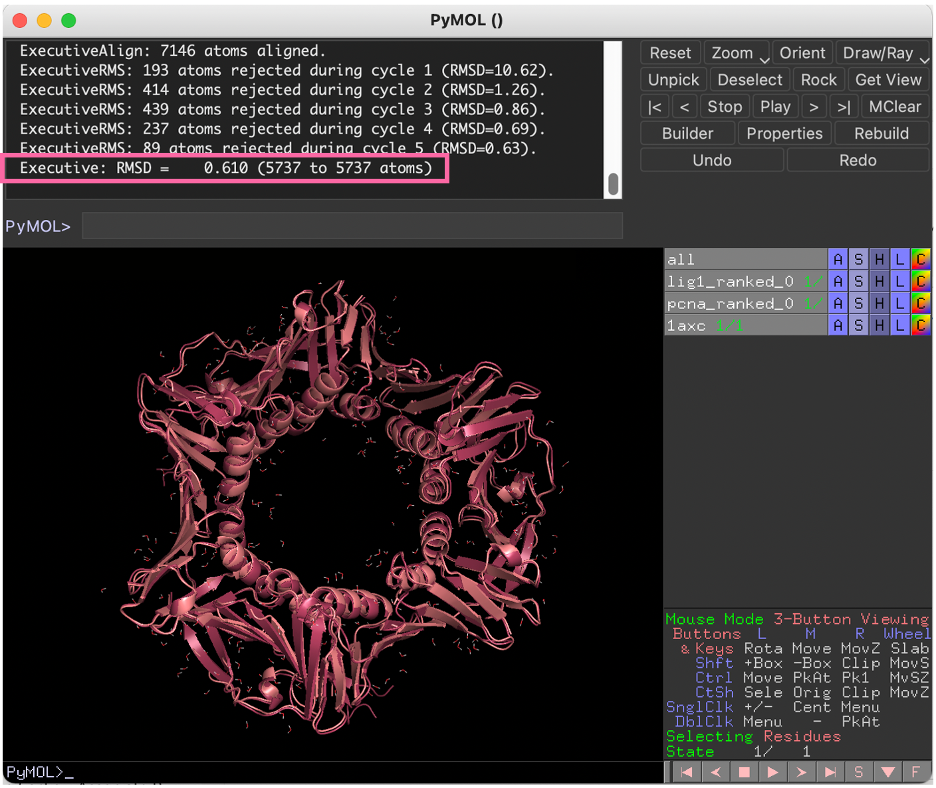 PyMOL ()
ExecutiveAlign: 7146 atoms aligned.
ExecutiveRMS: 193 atoms rejected during cycle 1 (RMSD=10.62).
ExecutiveRMS: 414 atoms rejected during cycle 2 (RMSD=1.26).
ExecutiveRMS: 439 atoms rejected during cycle 3 (RMSD=0.86).
ExecutiveRMS: 237 atoms rejected during cycle 4 (RMSD=0.69).
ExecutiveRMS: 89 atoms rejected during cycle 5 (RMSD=0.63).
Executive: RMSD = 0.610 (5737 to 5737 atoms)
Reset Zoom Orient Draw/Ray
Unpick Deselect Rock Get View
|< < Stop Play > >| MClear
Builder Properties Rebuild
Undo Redo
PyMOL>
all A S H L C
lig1_ranked_0 1/ A S H L C
pcna_ranked_0 1/ A S H L C
1axc 1/1 A S H L C
Mouse Mode 3-Button Viewing
Buttons L M R Wheel
& Keys Rota Move MovZ Slab
Shft +Box -Box Clip MovS
Ctrl Move PkAt Pk1 MvSZ
CtSh Sele Orig Clip MovZ
SnglClk +/- Cent Menu
DblClk Menu - PkAt
Selecting Residues
State 1/ 1
PyMOL>_
S F